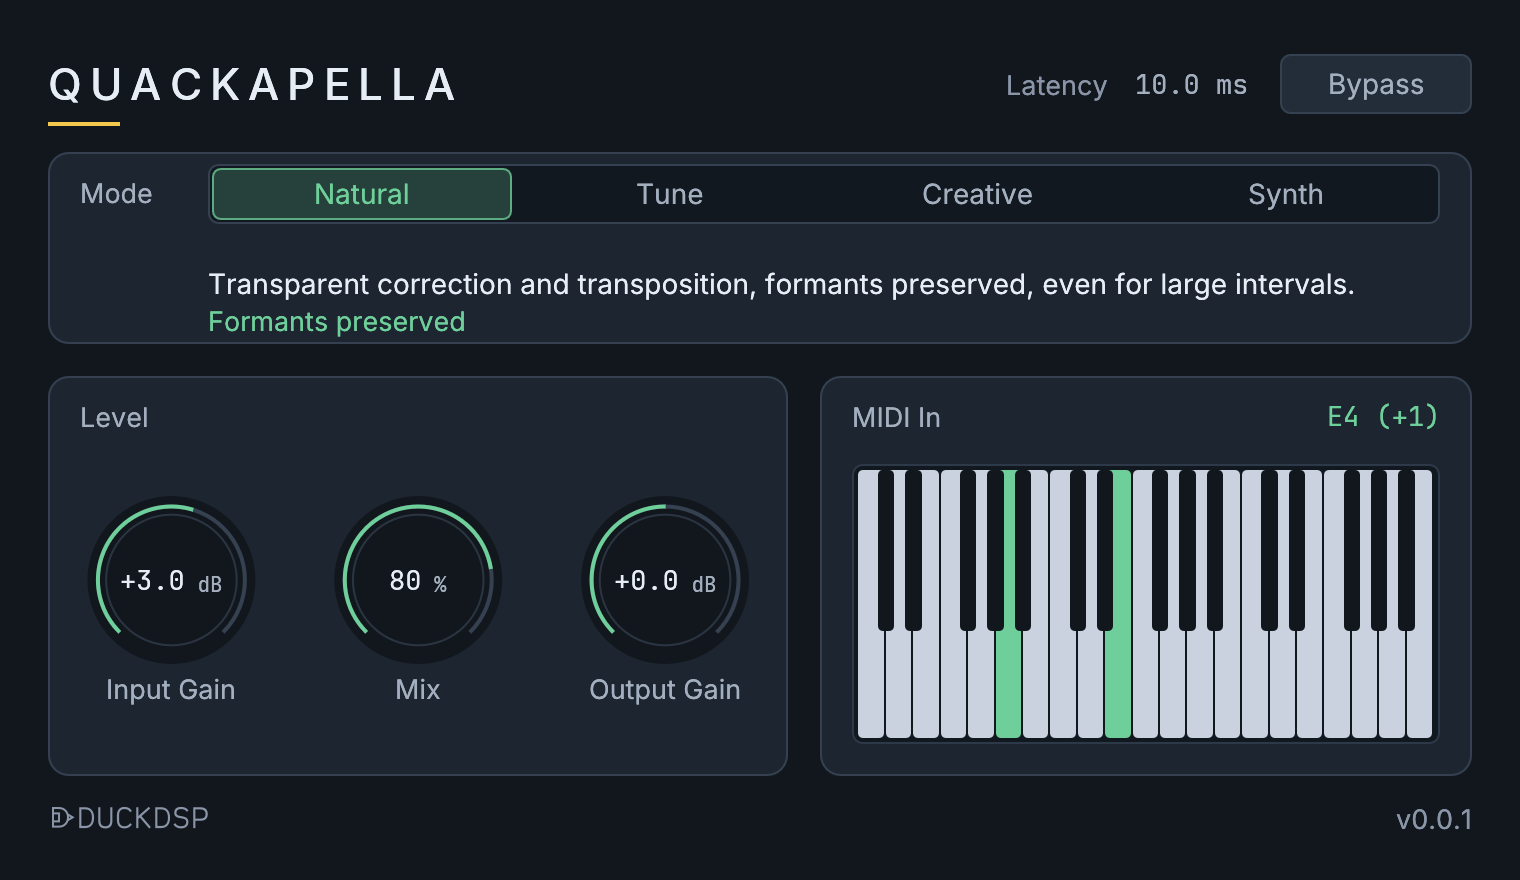 QUACKAPELLA
Latency 10.0 ms Bypass
Mode Natural Tune Creative Synth
Transparent correction and transposition, formants preserved, even for large intervals.
Formants preserved
Level
+3.0 dB 80 % +0.0 dB
Input Gain Mix Output Gain
MIDI In E4 (+1)
DUCKDSP
v0.0.1